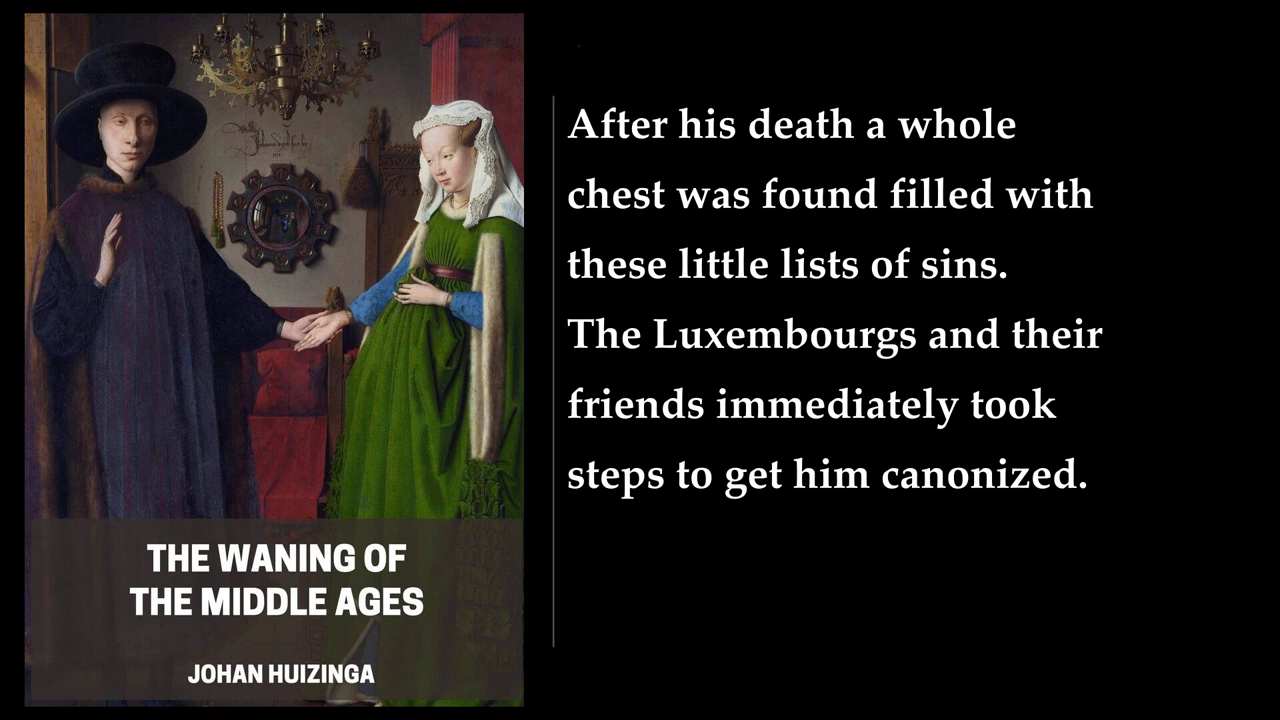 After his death a whole
chest was found filled with
these little lists of sins.
The Luxembourgs and their
friends immediately took
steps to get him canonized.
THE WANING OF
THE MIDDLE AGES
JOHAN HUIZINGA